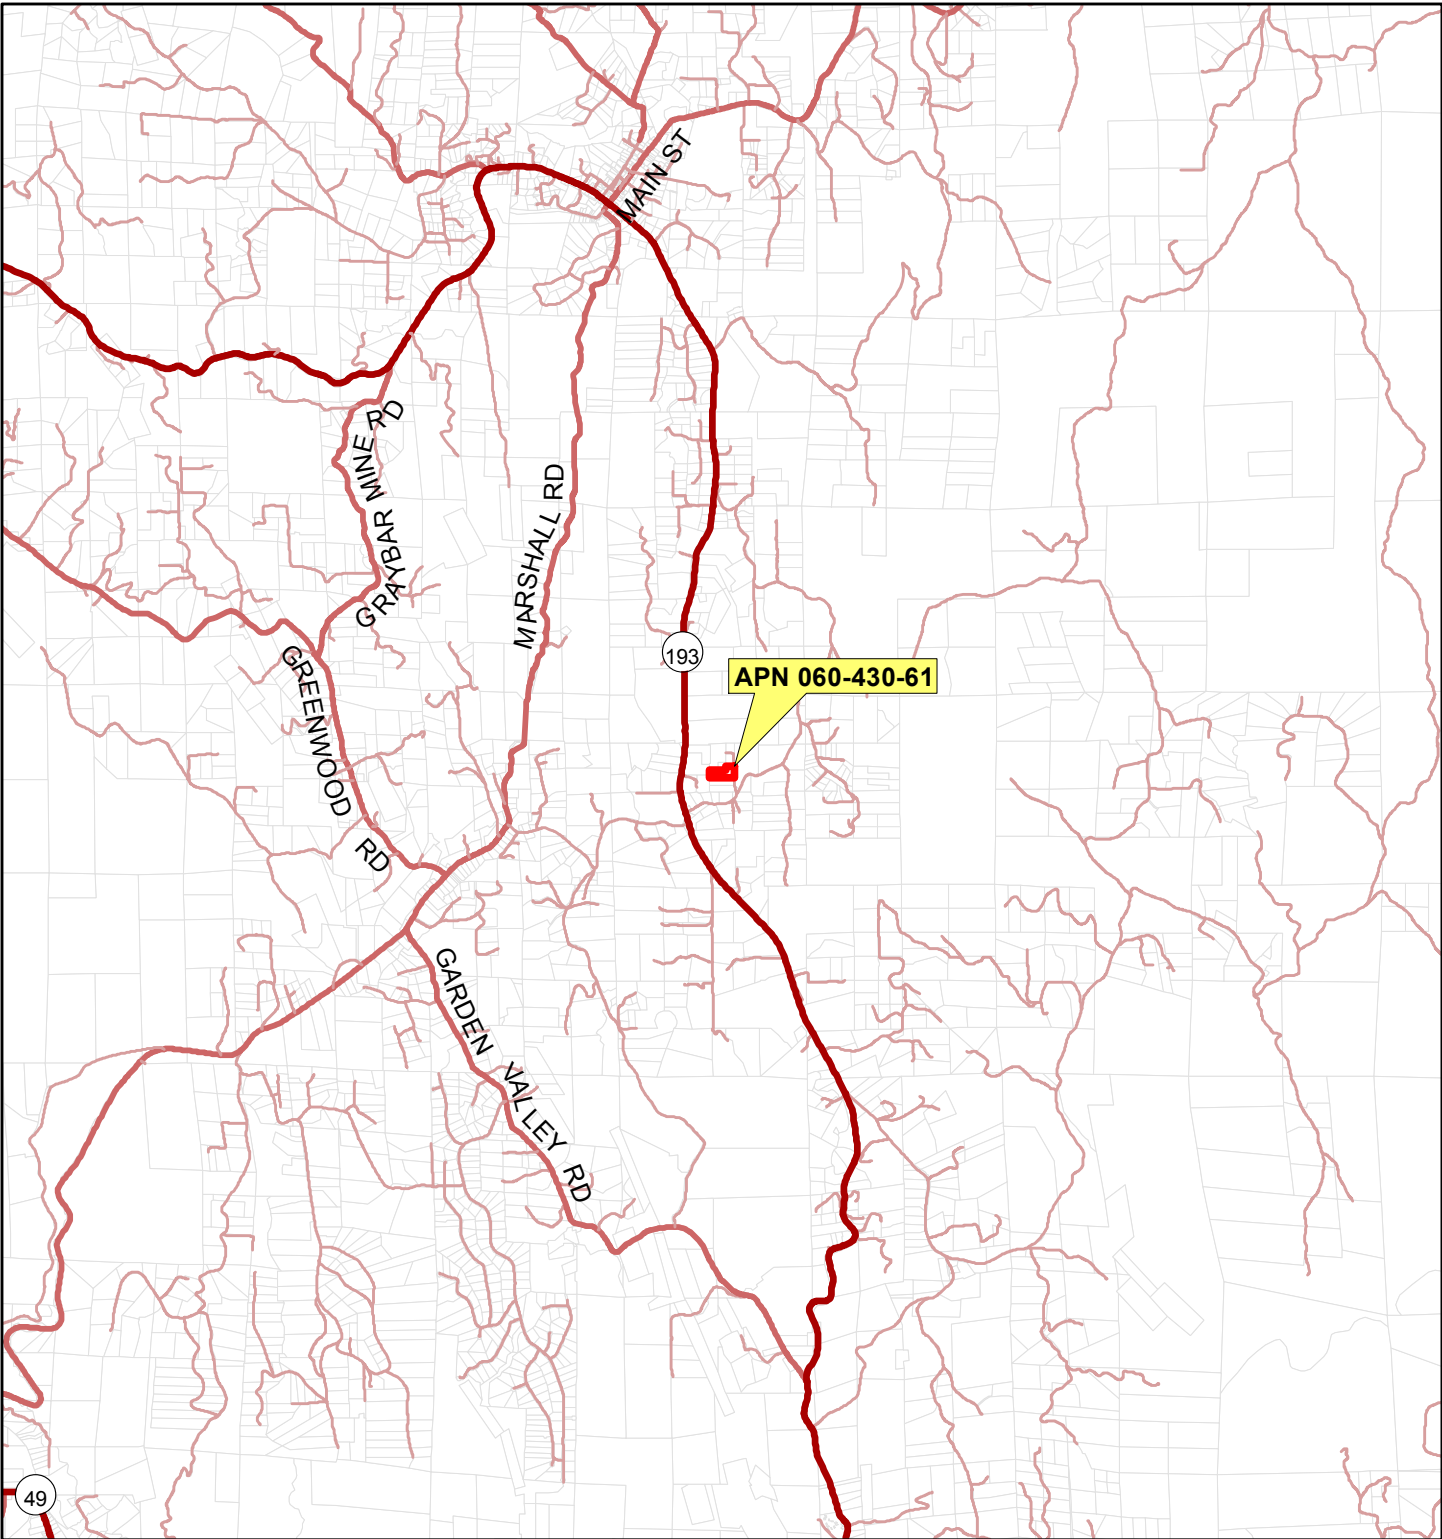 MAIN ST
GRAYBAR MINE RD
MARSHALL RD
193
APN 060-430-61
GREENWOOD RD
GARDEN VALLEY RD
49